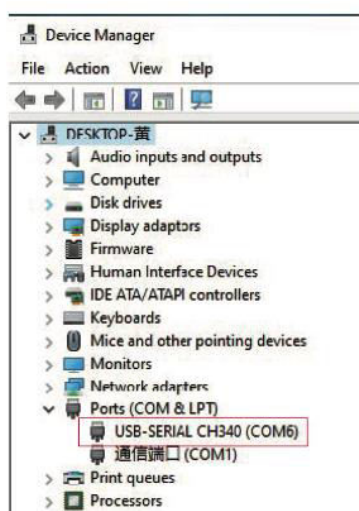 Device Manager
File Action View Help
DESKTOP-黄
Audio inputs and outputs
Computer
Disk drives
Display adaptors
Firmware
Human Interface Devices
IDE ATA/ATAPI controllers
Keyboards
Mice and other pointing devices
Monitors
Network adapters
Ports (COM & LPT)
USB-SERIAL CH340 (COM6)
通信端口 (COM1)
Print queues
Processors